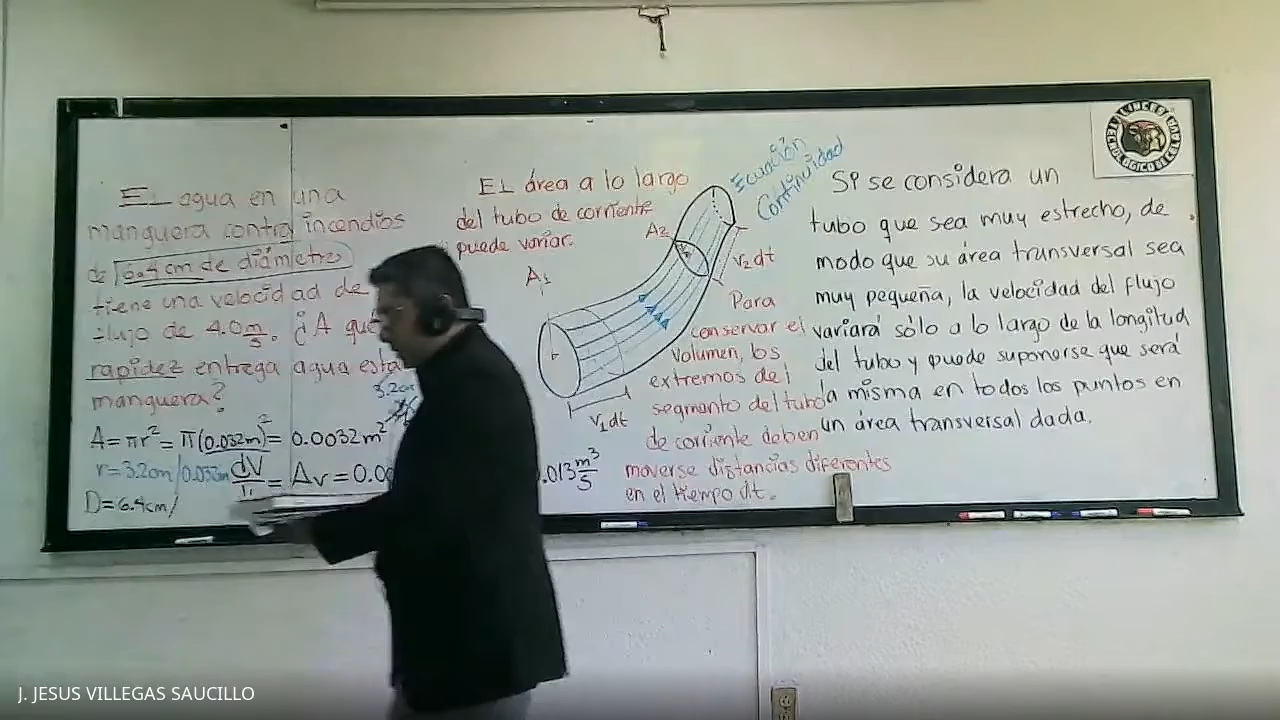 EL agua en una
manguera contra incendios
de 6.4 cm de diámetro
tiene una velocidad de
flujo de 4.0 m/s. ¿A que
rapidez entrega agua esta
manguera?
3.2cm
A = πr² = π(0.032m)² = 0.0032m²
r = 3.2cm/0.032m dV = Av = 0.00 .013 m³/s
D = 6.4cm/
EL área a lo largo
del tubo de corriente
puede variar.
A₁
A₂
v₂dt
v₁dt
Ecuación
Continuidad
Para
conservar el
volumen, los
extremos del
segmento del tubo
de corriente deben
moverse distancias diferentes
en el tiempo dt.
Si se considera un
tubo que sea muy estrecho, de
modo que su área transversal sea
muy pequeña, la velocidad del flujo
variará sólo a lo largo de la longitud
del tubo y puede suponerse que será
la misma en todos los puntos en
un área transversal dada.
J. JESUS VILLEGAS SAUCILLO